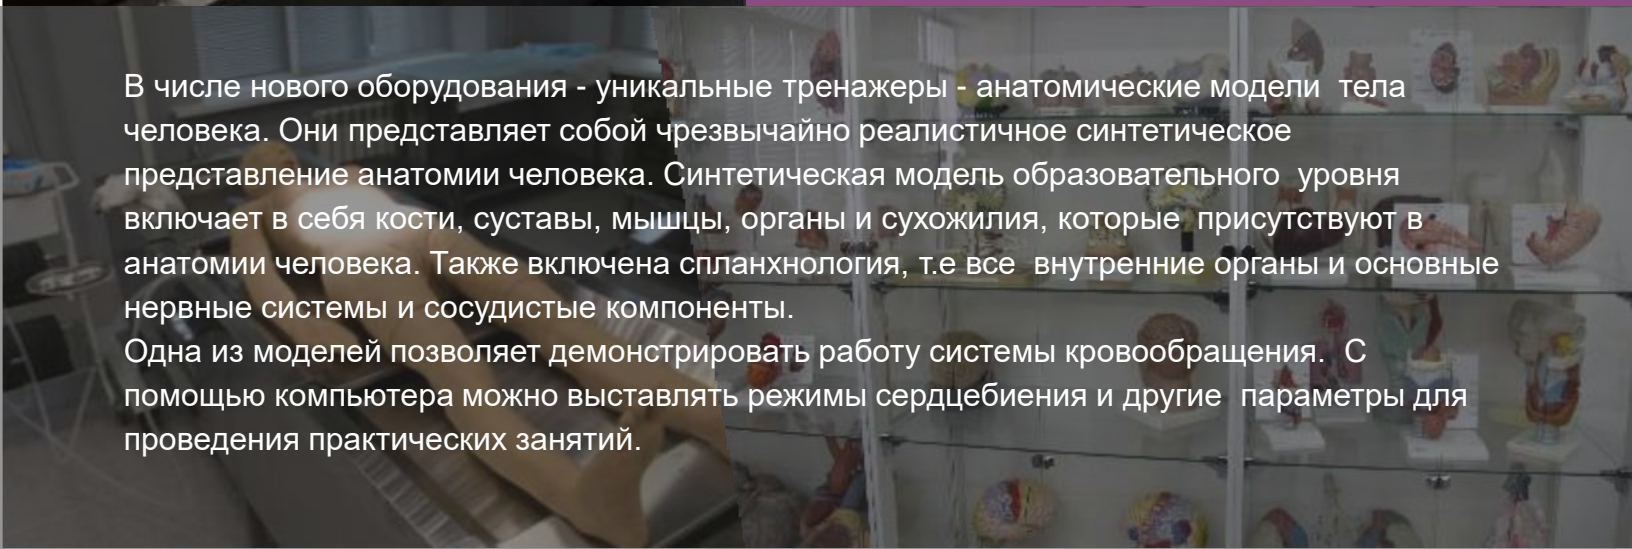 В числе нового оборудования - уникальные тренажеры - анатомические модели  тела
человека. Они представляет собой чрезвычайно реалистичное синтетическое
представление анатомии человека. Синтетическая модель образовательного  уровня
включает в себя кости, суставы, мышцы, органы и сухожилия, которые  присутствуют в
анатомии человека. Также включена спланхнология, т.е все  внутренние органы и основные
нервные системы и сосудистые компоненты.
Одна из моделей позволяет демонстрировать работу системы кровообращения.  С
помощью компьютера можно выставлять режимы сердцебиения и другие  параметры для
проведения практических занятий.